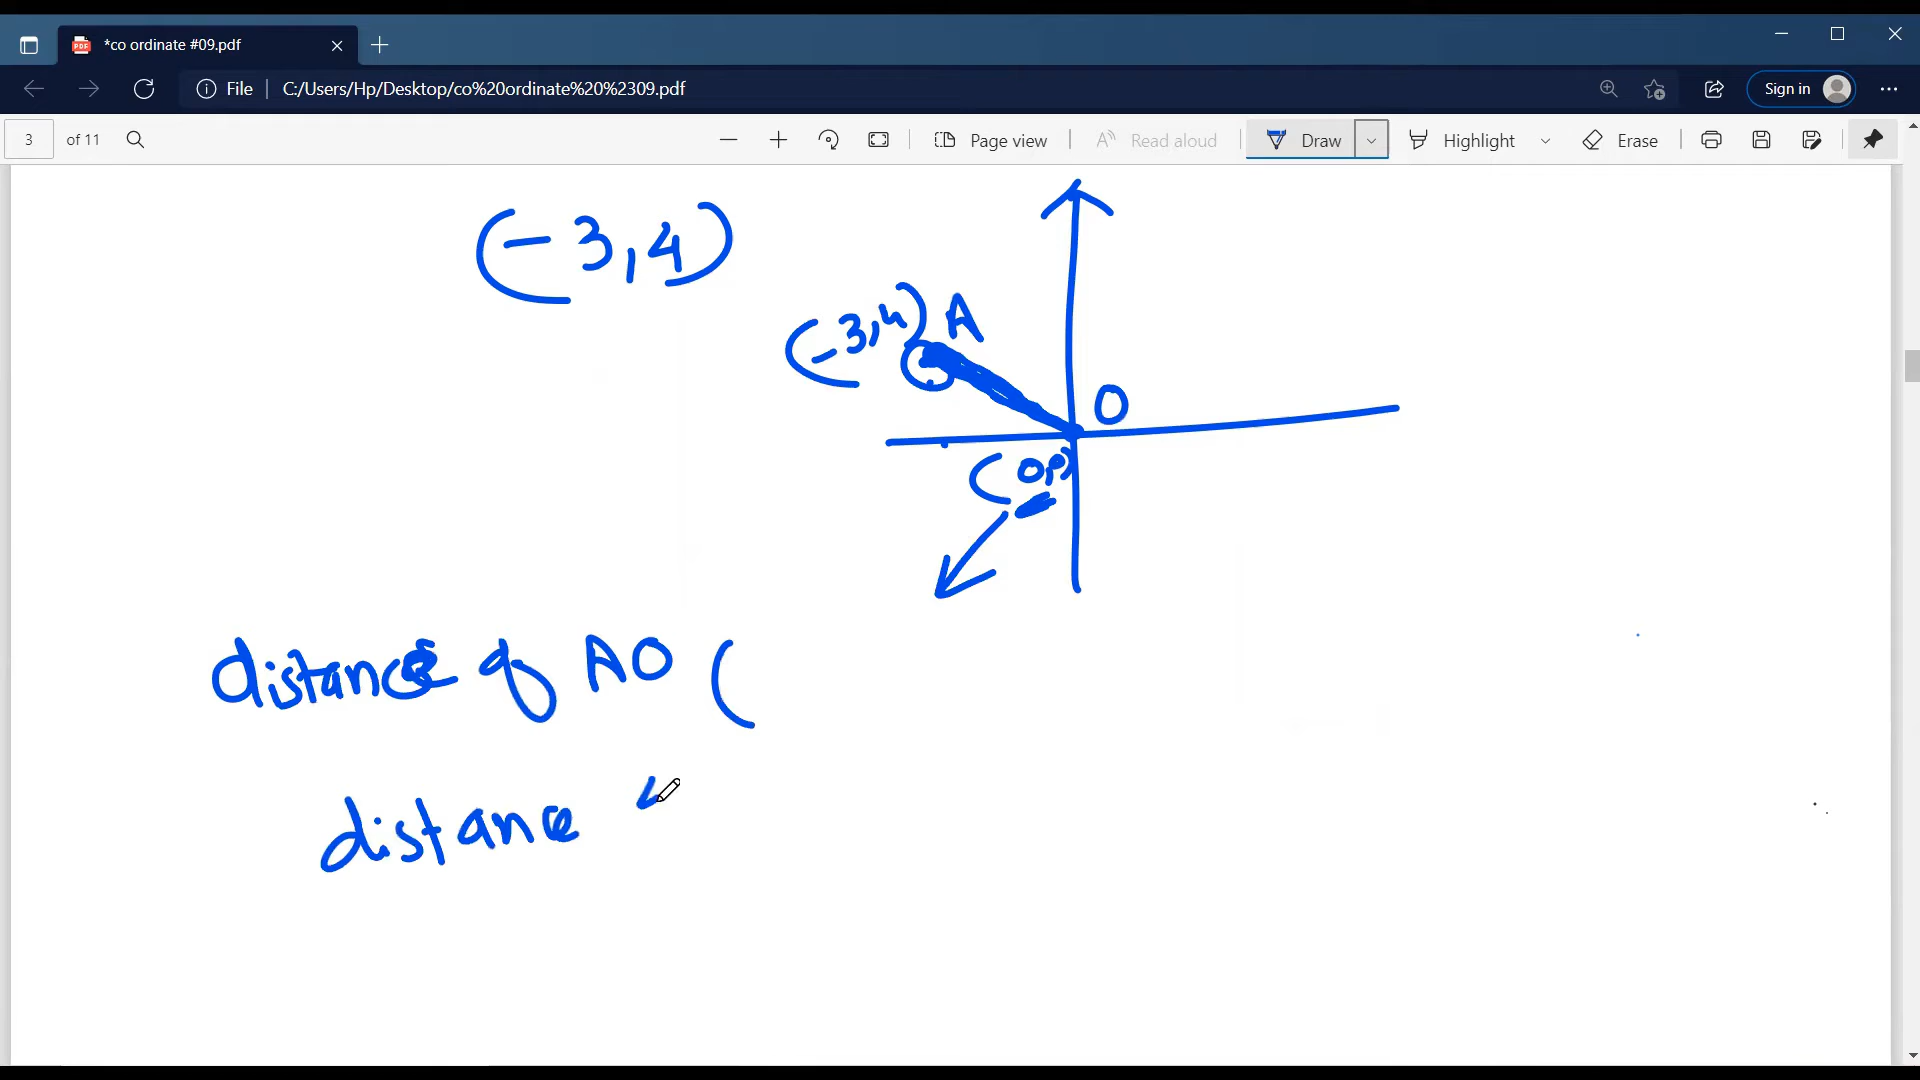 *co ordinate #09.pdf
File | C:/Users/Hp/Desktop/co%20ordinate%20%2309.pdf
Sign in
3 of 11
Page view
Read aloud
Draw
Highlight
Erase
(-3,4)
(-3,4) A
O
(0,0)
distance of AO (
distance